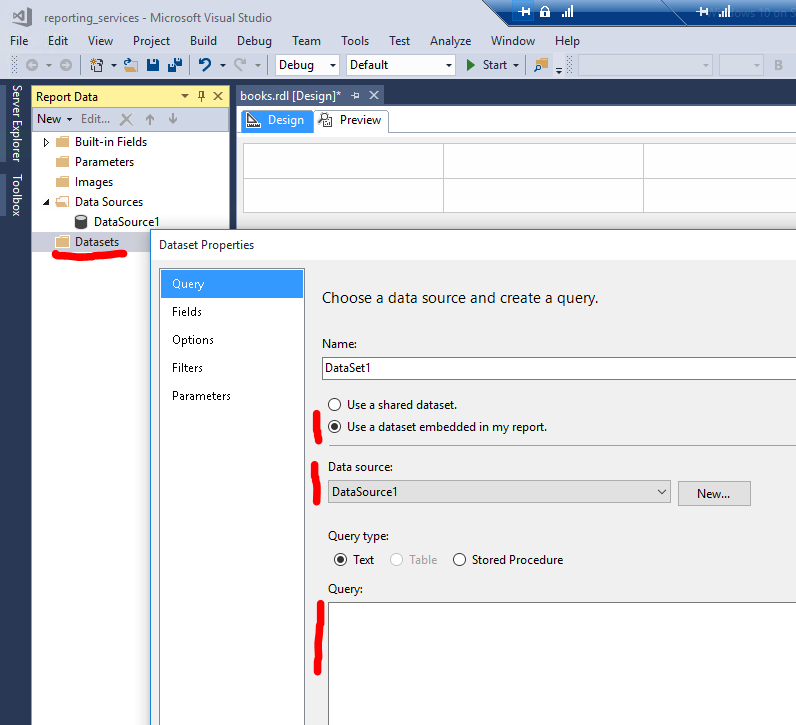 reporting_services - Microsoft Visual Studio
File Edit View Project Build Debug Team Tools Test Analyze Window Help
Debug Default Start B
Server Explorer
Toolbox
Report Data
New Edit...
Built-in Fields
Parameters
Images
Data Sources
DataSource1
Datasets
books.rdl [Design]*
Design Preview
Dataset Properties
Query
Fields
Options
Filters
Parameters
Choose a data source and create a query.
Name:
DataSet1
Use a shared dataset.
Use a dataset embedded in my report.
Data source:
DataSource1 New...
Query type:
Text Table Stored Procedure
Query: